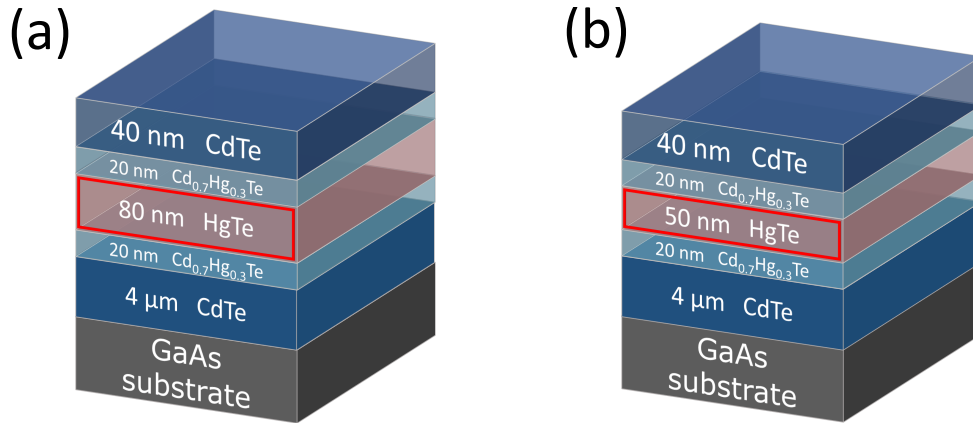 (a)
40 nm CdTe
20 nm Cd₀.₇Hg₀.₃Te
80 nm HgTe
20 nm Cd₀.₇Hg₀.₃Te
4 μm CdTe
GaAs
substrate
(b)
40 nm CdTe
20 nm Cd₀.₇Hg₀.₃Te
50 nm HgTe
20 nm Cd₀.₇Hg₀.₃Te
4 μm CdTe
GaAs
substrate